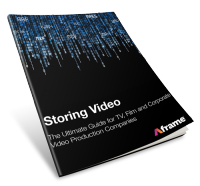 Storing Video
The Ultimate Guide for TV, Film and Corporate
Video Production Companies
Aframe